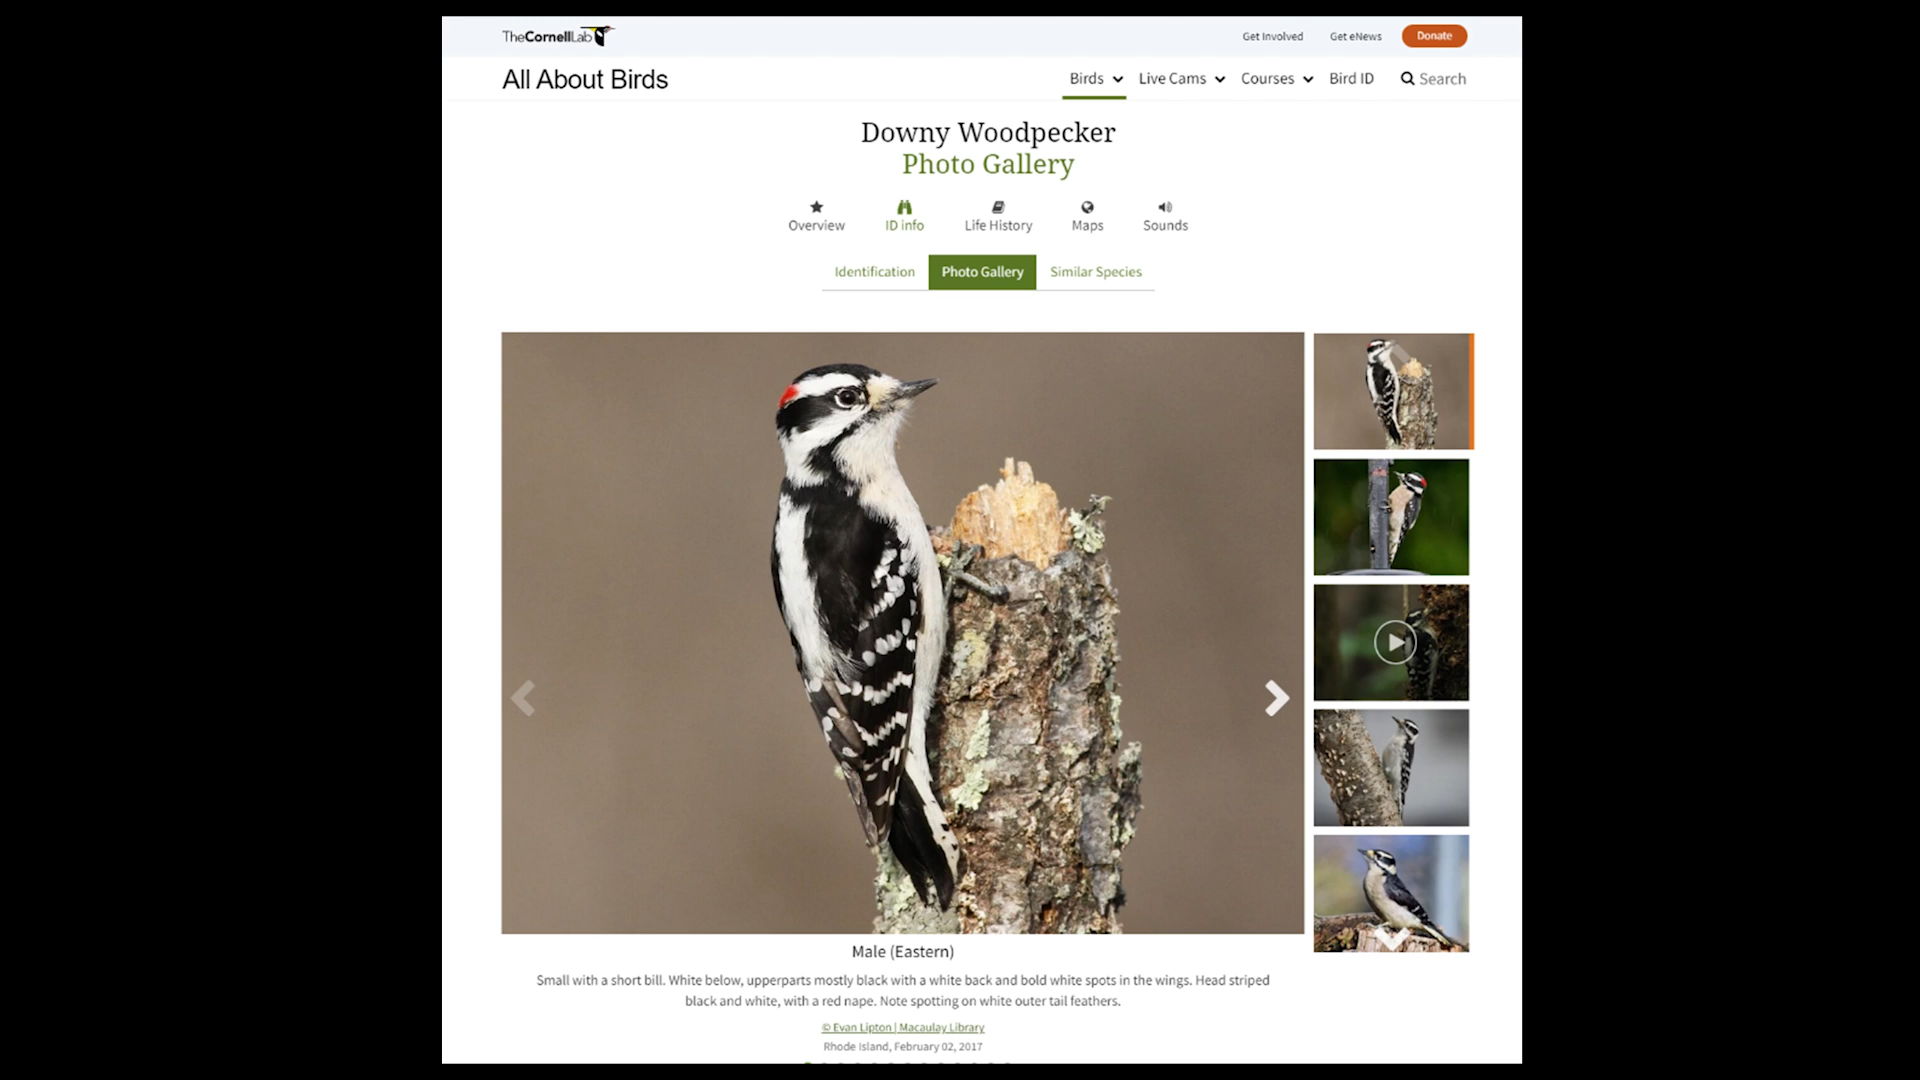 TheCornellLab
Get Involved
Get eNews
Donate
All About Birds
Birds
Live Cams
Courses
Bird ID
Search
Downy Woodpecker
Photo Gallery
Overview
ID info
Life History
Maps
Sounds
Identification
Photo Gallery
Similar Species
Male (Eastern)
Small with a short bill. White below, upperparts mostly black with a white back and bold white spots in the wings. Head striped
black and white, with a red nape. Note spotting on white outer tail feathers.
© Evan Lipton | Macaulay Library
Rhode Island, February 02, 2017